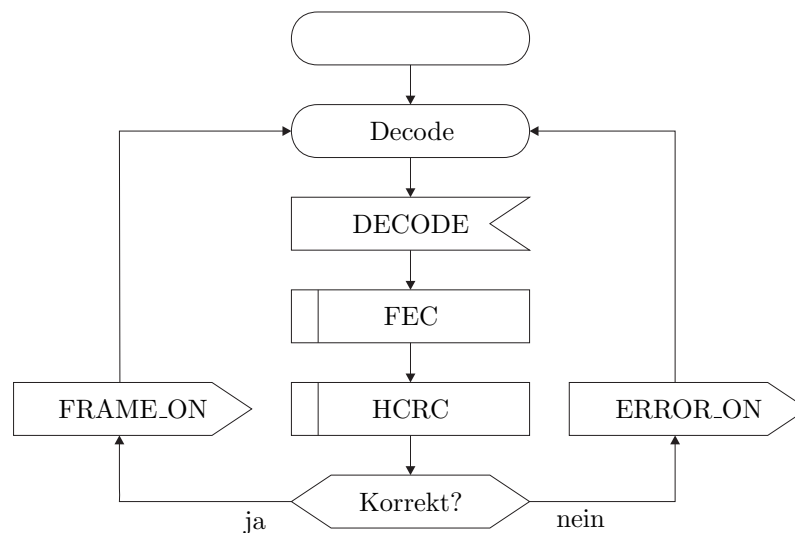 Decode
DECODE
FEC
FRAME_ON
HCRC
ERROR_ON
Korrekt?
ja
nein